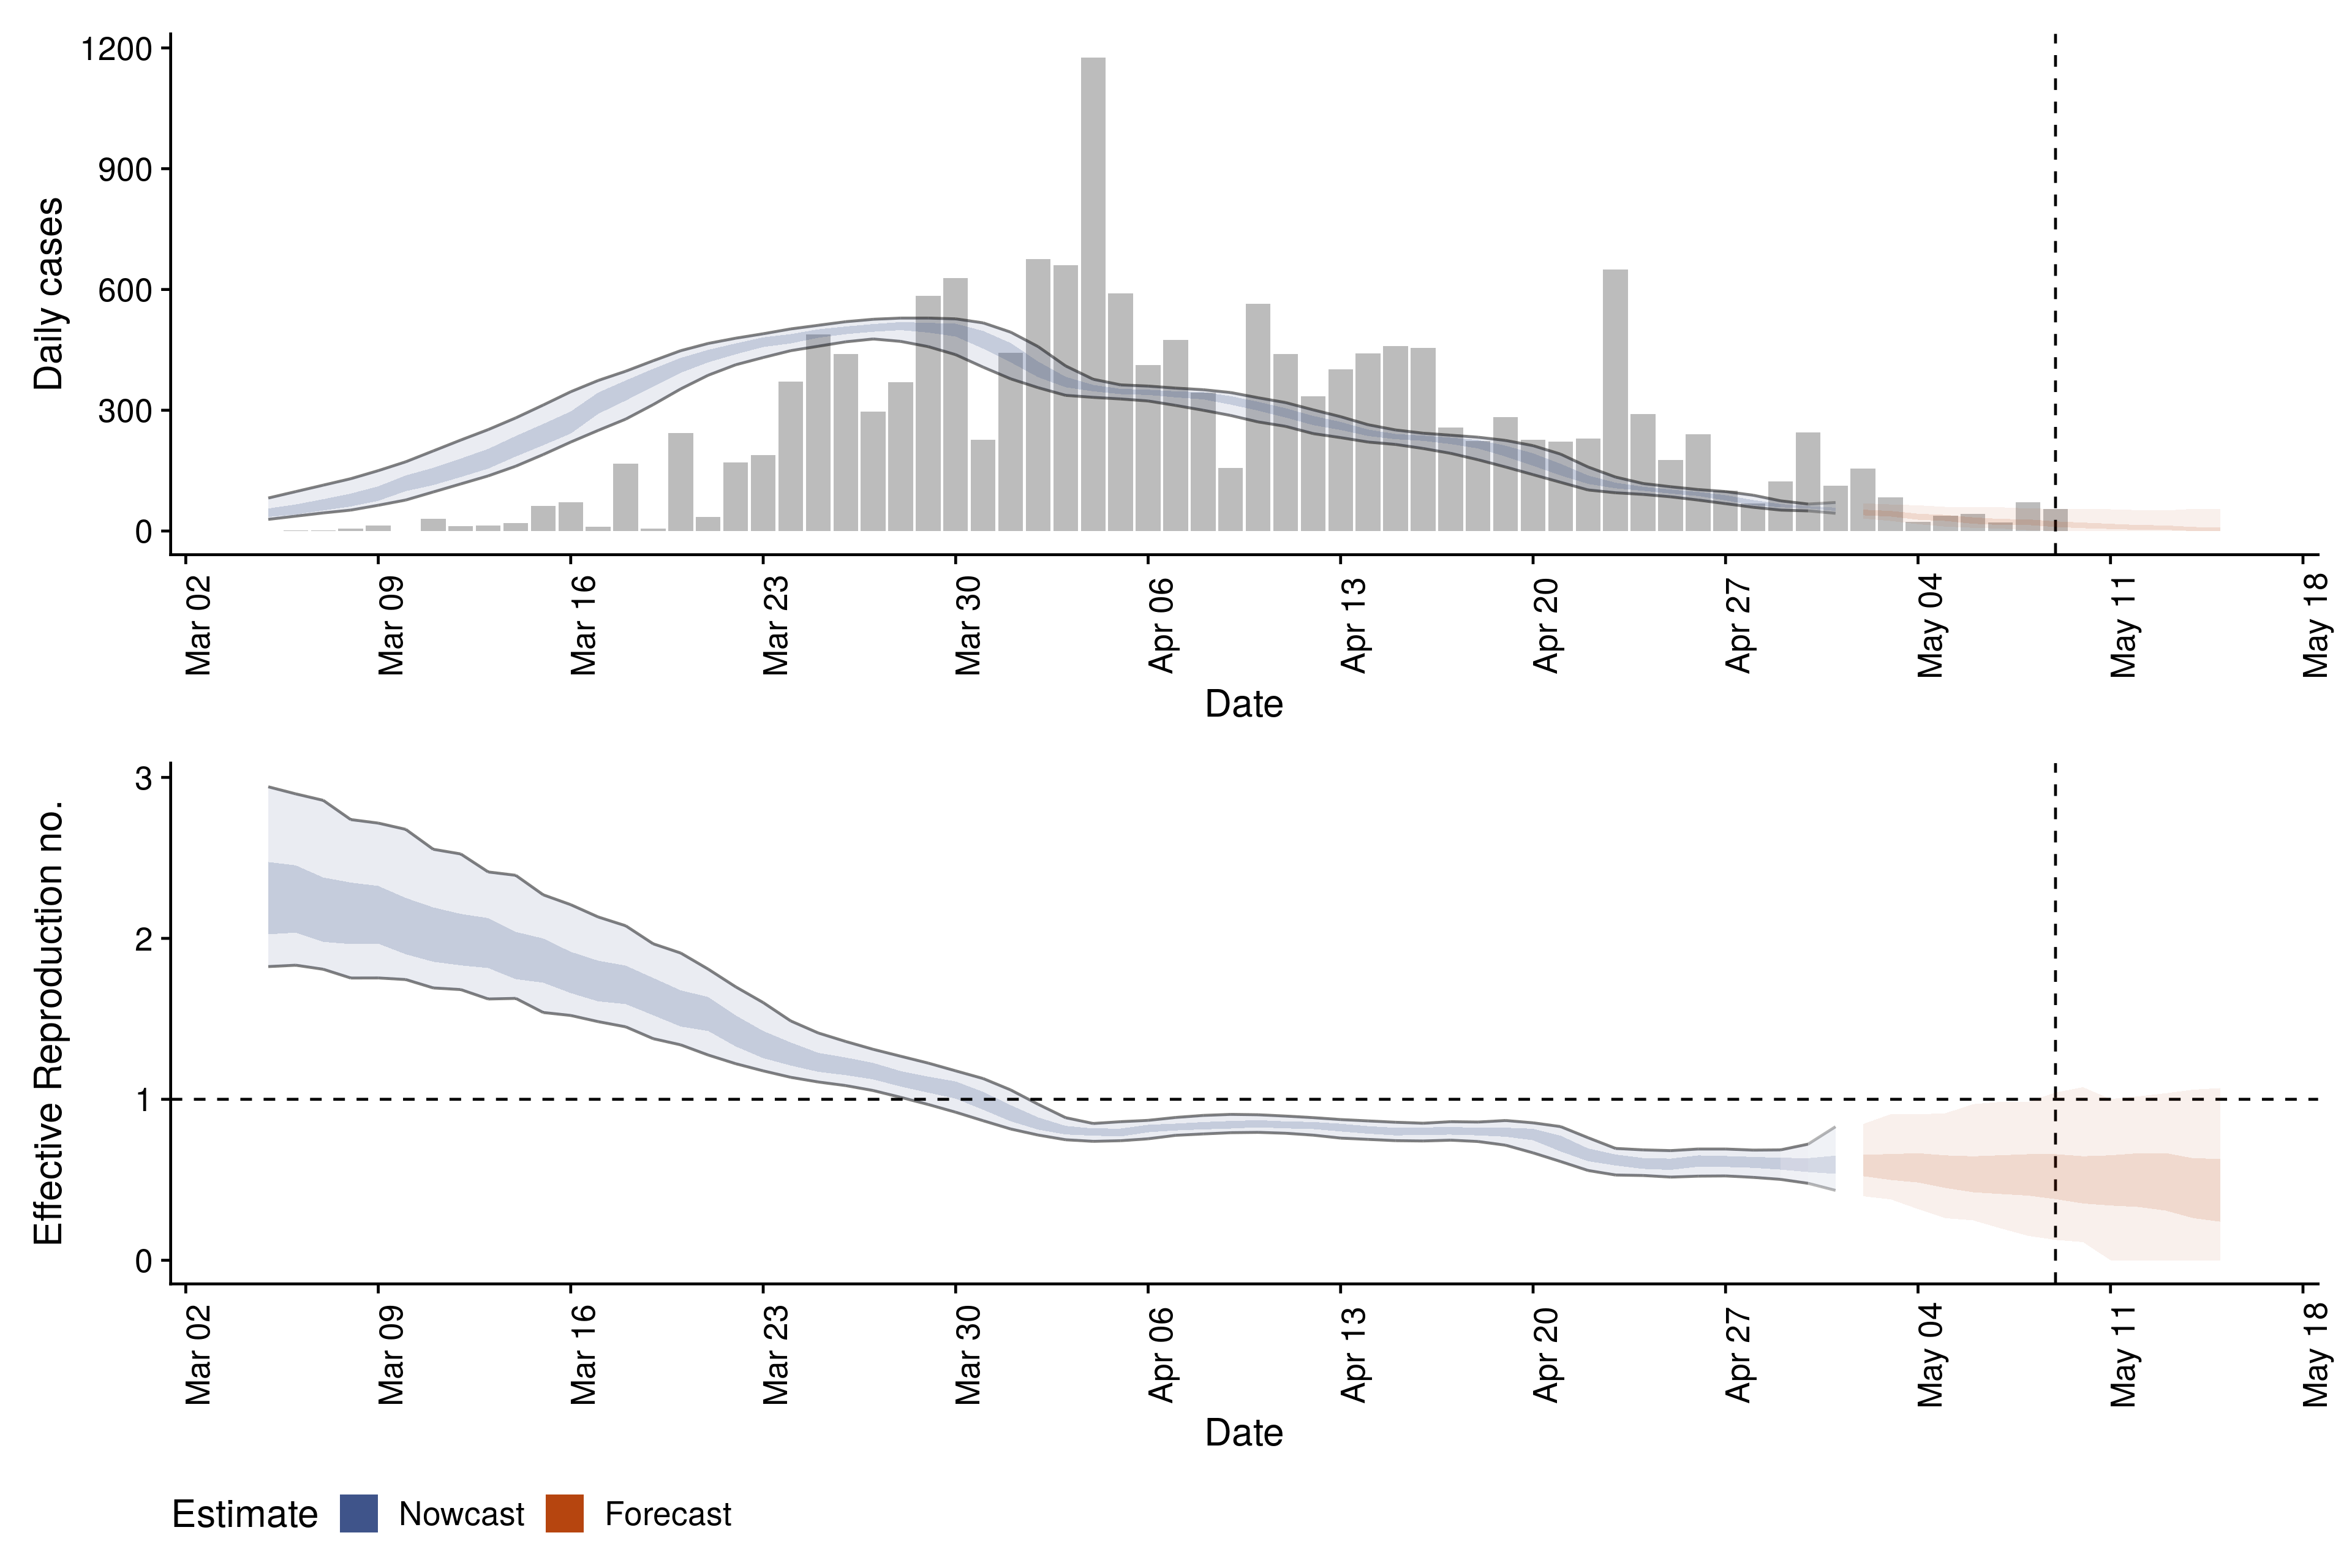 1200
900
600
300
0
Daily cases
Mar 02
Mar 09
Mar 16
Mar 23
Mar 30
Apr 06
Apr 13
Apr 20
Apr 27
May 04
May 11
May 18
Date
3
2
1
0
Effective Reproduction no.
Mar 02
Mar 09
Mar 16
Mar 23
Mar 30
Apr 06
Apr 13
Apr 20
Apr 27
May 04
May 11
May 18
Date
Estimate Nowcast Forecast